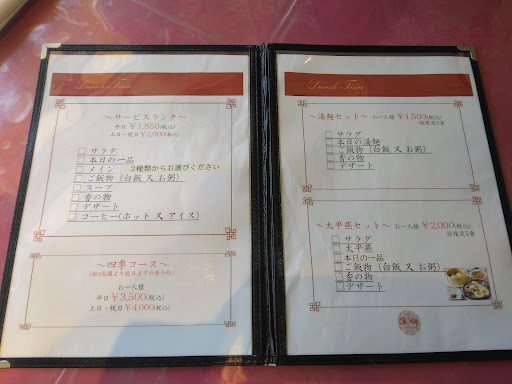 Lunch Time
～サービスランチ～
平日 ￥1,850(税込)
土日・祝日 ￥2,000(税込)
□ サラダ
□ 本日の一品
□ メイン 2種類からお選びください
□ ご飯物 (白飯 又 お粥)
□ スープ
□ 香の物
□ デザート
□ コーヒー(ホット 又 アイス)
～四季コース～
お一人様
平日 ￥3,500(税込)
土日・祝日 ￥4,000(税込)
Lunch Time
～湯麺セット～ お一人様 ￥1,500(税込)
※限定5食
□ サラダ
□ 本日の湯麺
□ ご飯物 (白飯 又 お粥)
□ 香の物
□ デザート
～太平燕セット～ お一人様 ￥2,000(税込)
※限定5食
□ サラダ
□ 太平燕
□ 本日の一品
□ ご飯物 (白飯 又 お粥)
□ 香の物
□ デザート